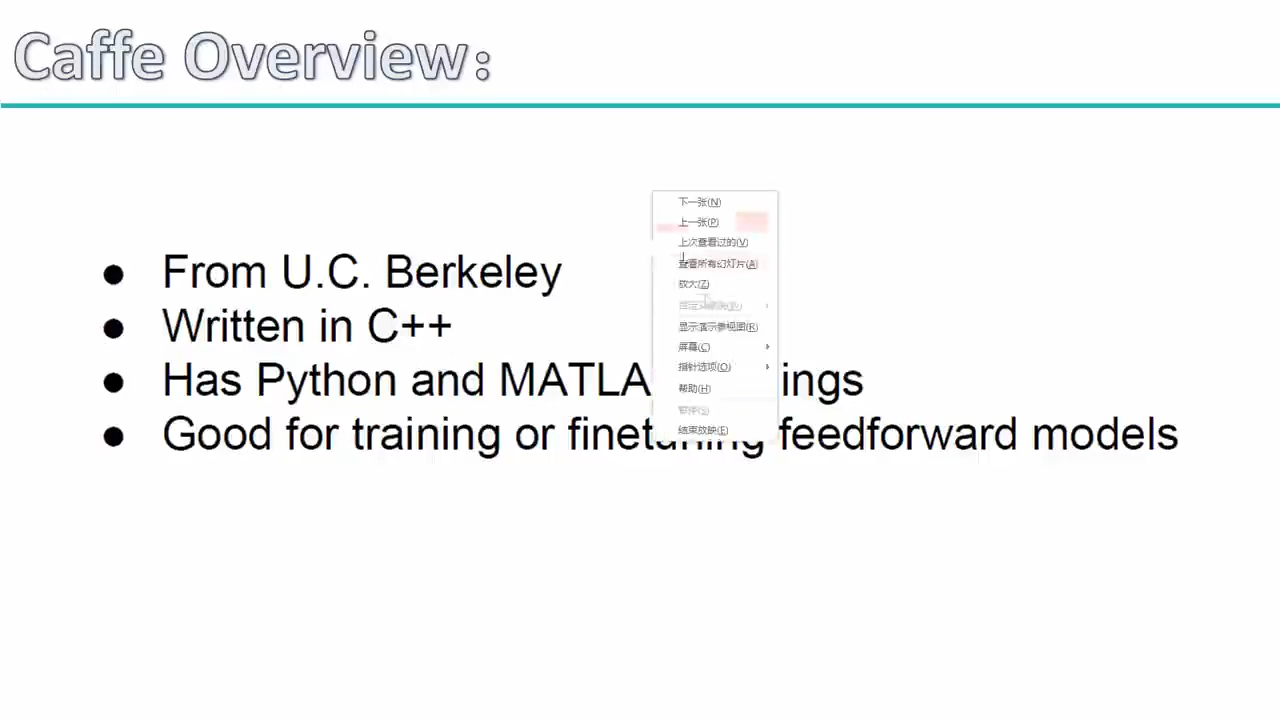 Caffe Overview：
● From U.C. Berkeley
● Written in C++
● Has Python and MATLA ings
● Good for training or finetuning feedforward models
下一张(N)
上一张(P)
上次查看过的(V)
查看所有幻灯片(A)
放大(Z)
显示演示者视图(R)
屏幕(C)
指针选项(O)
帮助(H)
暂停(S)
结束放映(E)